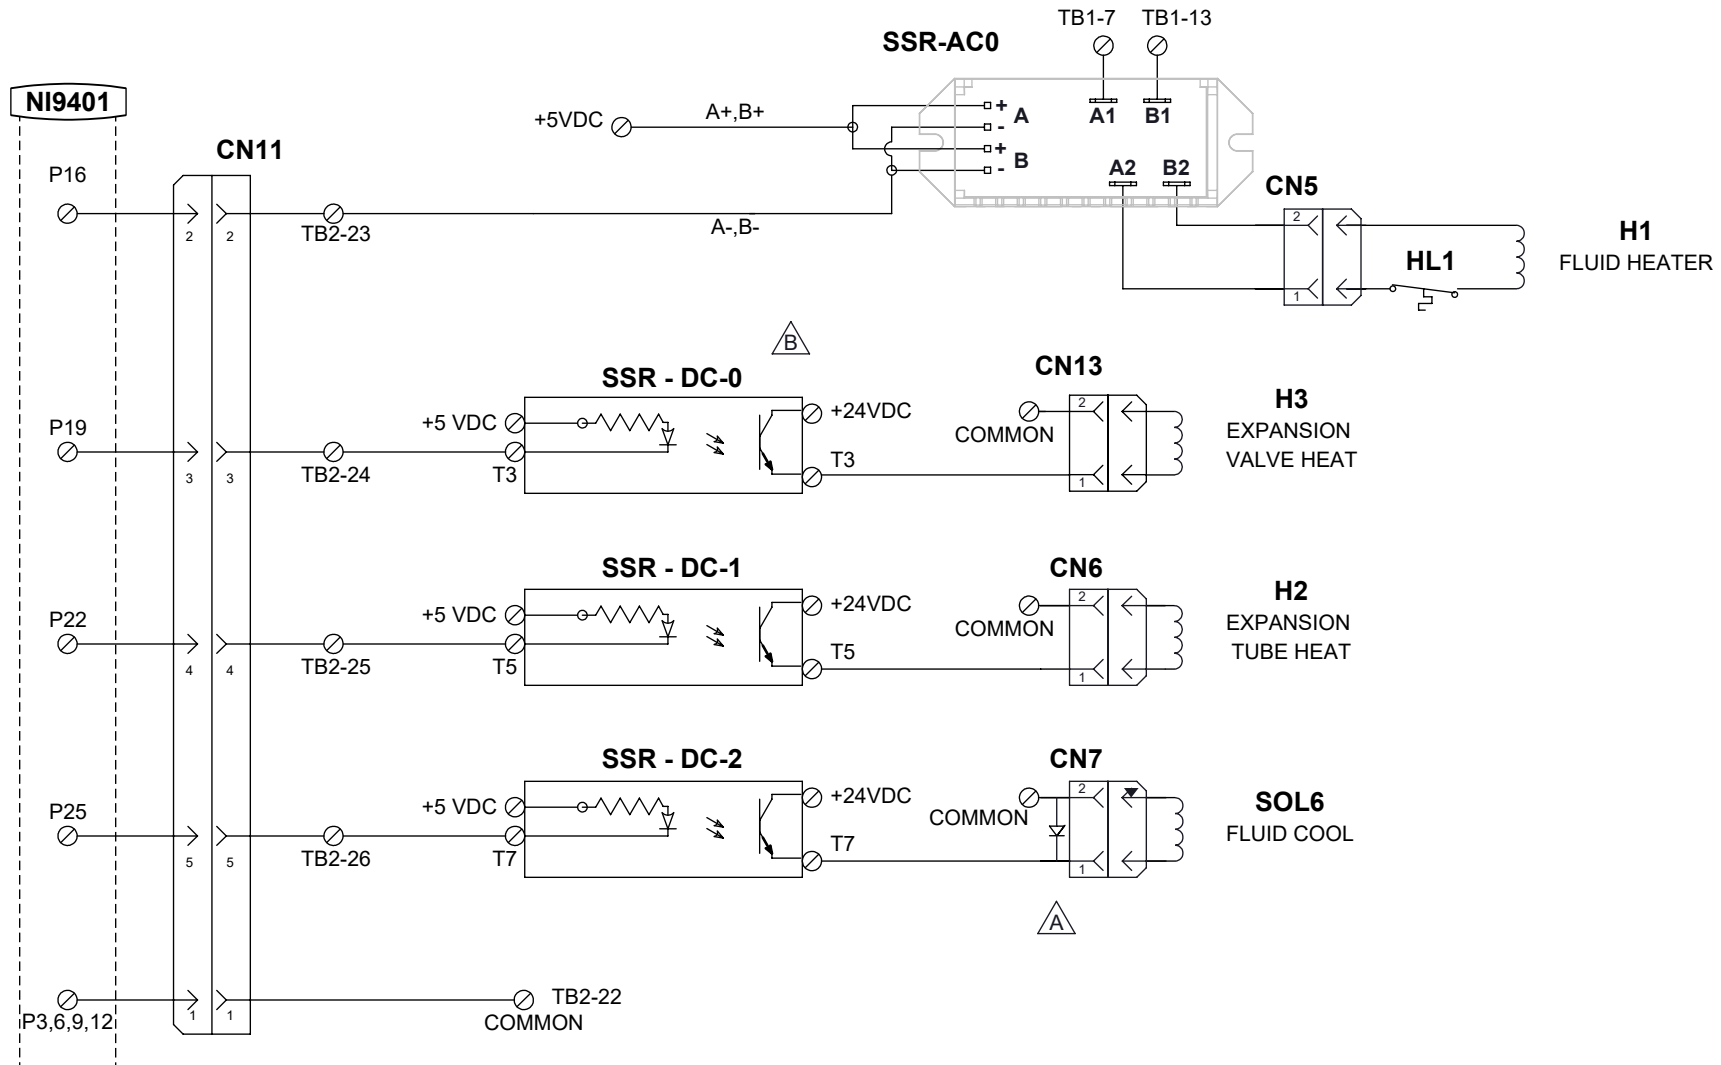 TB1-7 TB1-13
SSR-AC0
NI9401
+5VDC
A+,B+
+ A
-
+ B
-
A1 B1
A2 B2
CN11
P16
2 2
TB2-23
A-,B-
CN5
2
1
HL1
H1
FLUID HEATER
B
SSR - DC-0
CN13
P19
3 3
TB2-24
+5 VDC
T3
+24VDC
T3
COMMON
2
1
H3
EXPANSION
VALVE HEAT
SSR - DC-1
CN6
P22
4 4
TB2-25
+5 VDC
T5
+24VDC
T5
COMMON
2
1
H2
EXPANSION
TUBE HEAT
SSR - DC-2
CN7
P25
5 5
TB2-26
+5 VDC
T7
+24VDC
T7
COMMON
2
1
SOL6
FLUID COOL
A
P3,6,9,12
1 1
TB2-22
COMMON